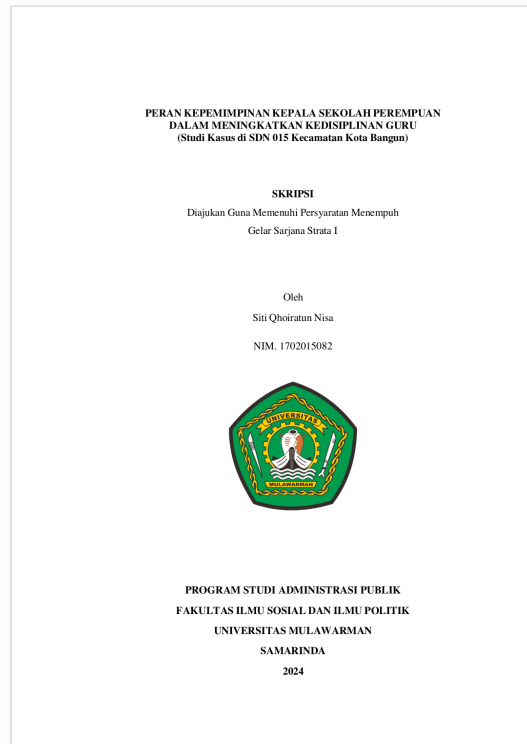 PERAN KEPEMIMPINAN KEPALA SEKOLAH PEREMPUAN
DALAM MENINGKATKAN KEDISIPLINAN GURU
(Studi Kasus di SDN 015 Kecamatan Kota Bangun)
SKRIPSI
Diajukan Guna Memenuhi Persyaratan Menempuh
Gelar Sarjana Strata I
Oleh
Siti Qhoiratun Nisa
NIM. 1702015082
UNIVERSITAS
MULAWARMAN
PROGRAM STUDI ADMINISTRASI PUBLIK
FAKULTAS ILMU SOSIAL DAN ILMU POLITIK
UNIVERSITAS MULAWARMAN
SAMARINDA
2024